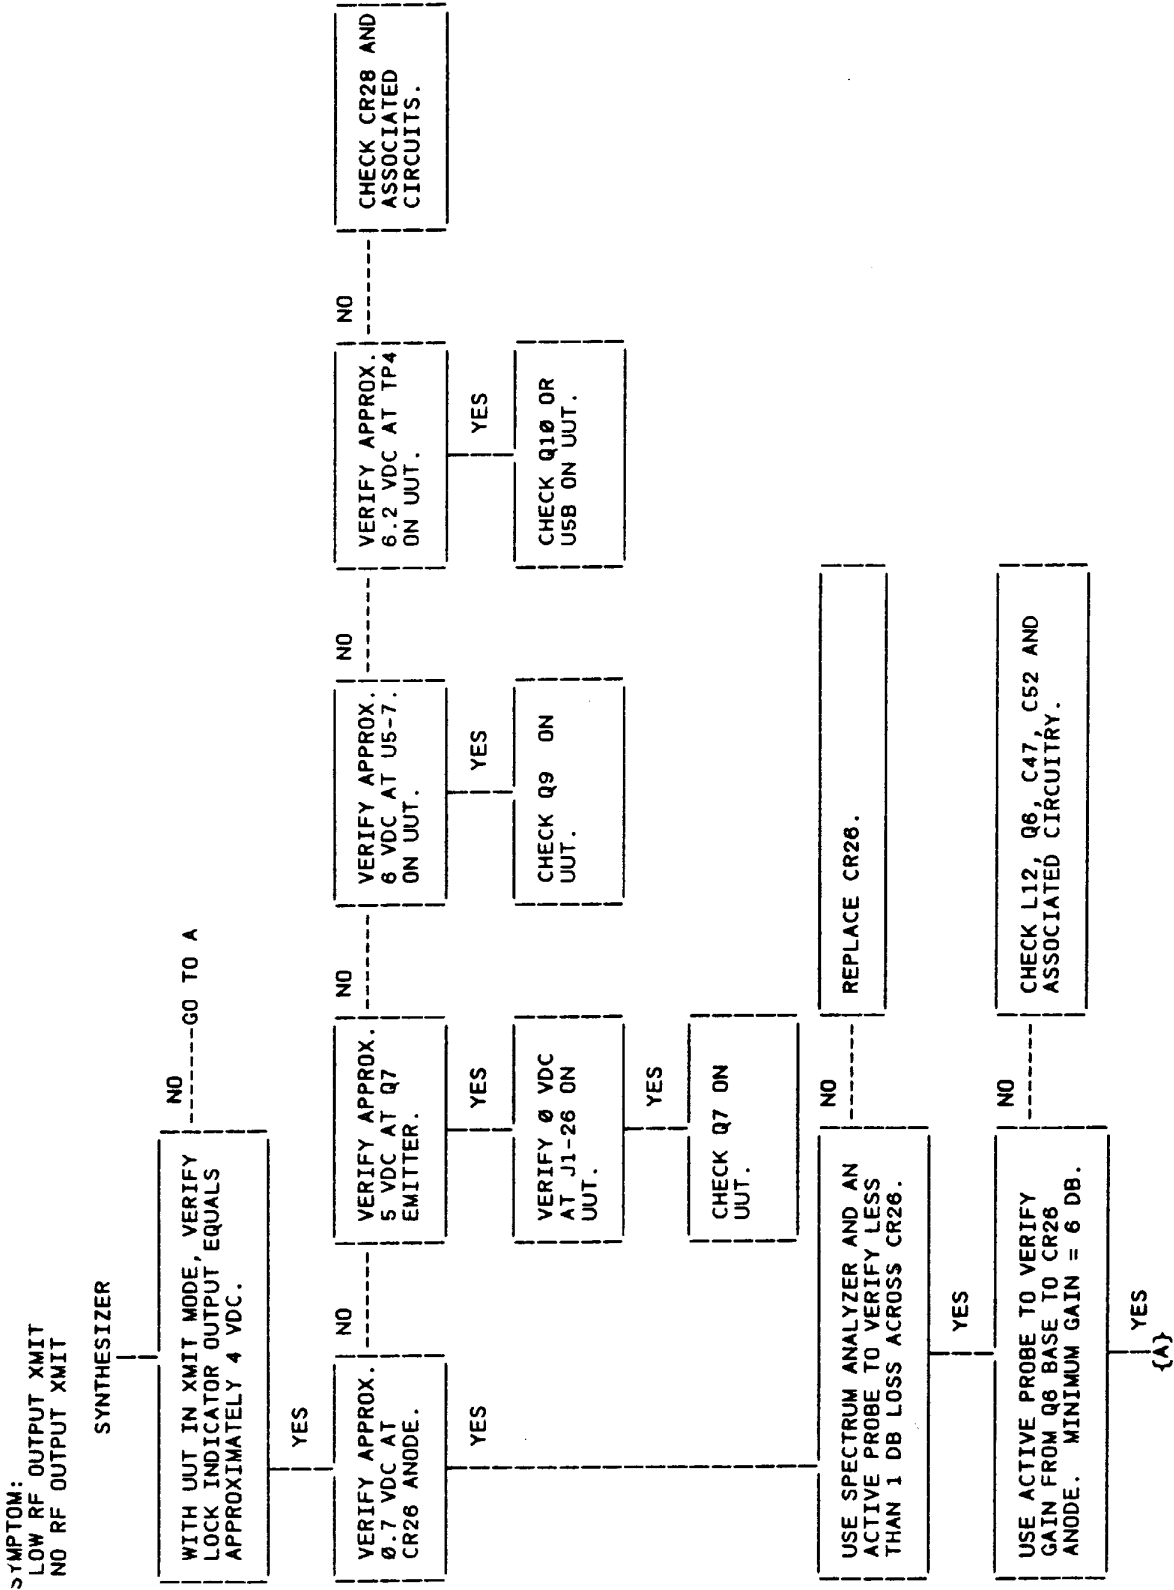 SYMPTOM:
LOW RF OUTPUT XMIT
NO RF OUTPUT XMIT
SYNTHESIZER
WITH UUT IN XMIT MODE, VERIFY
LOCK INDICATOR OUTPUT EQUALS
APPROXIMATELY 4 VDC.
NO
GO TO A
YES
VERIFY APPROX.
0.7 VDC AT
CR26 ANODE.
NO
VERIFY APPROX.
5 VDC AT Q7
EMITTER.
NO
VERIFY APPROX.
6 VDC AT U5-7.
ON UUT.
NO
VERIFY APPROX.
6.2 VDC AT TP4
ON UUT.
NO
CHECK CR28 AND
ASSOCIATED
CIRCUITS.
YES
YES
YES
YES
VERIFY 0 VDC
AT J1-26 ON
UUT.
CHECK Q9 ON
UUT.
CHECK Q10 OR
U5B ON UUT.
YES
CHECK Q7 ON
UUT.
USE SPECTRUM ANALYZER AND AN
ACTIVE PROBE TO VERIFY LESS
THAN 1 DB LOSS ACROSS CR26.
NO
REPLACE CR26.
YES
USE ACTIVE PROBE TO VERIFY
GAIN FROM Q6 BASE TO CR26
ANODE. MINIMUM GAIN = 6 DB.
NO
CHECK L12, Q6, C47, C52 AND
ASSOCIATED CIRCUITRY.
YES
{A}